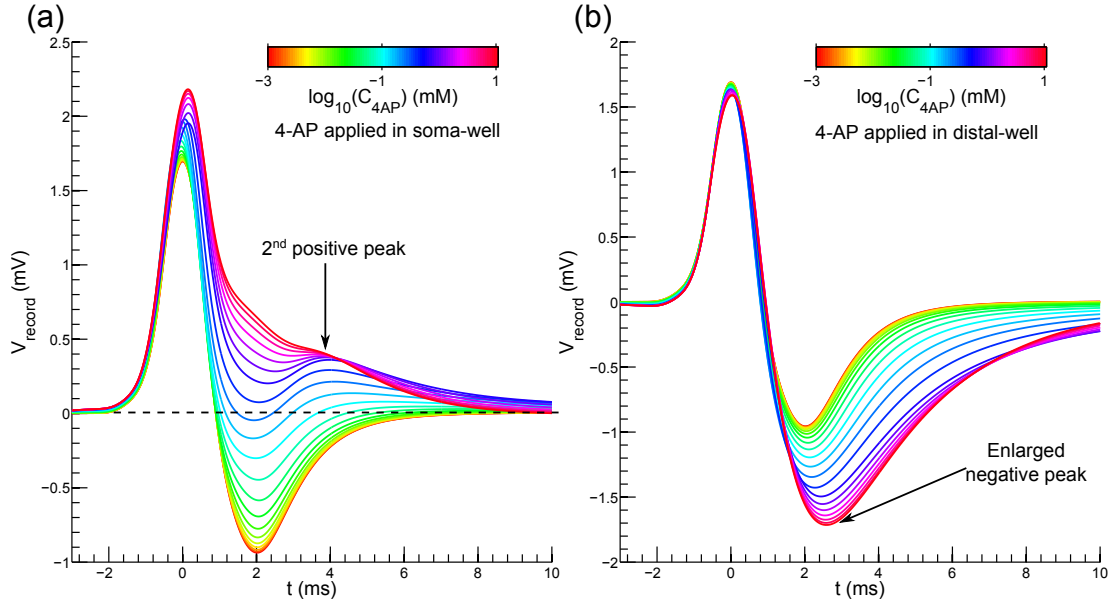 (a)
2.5
2
1.5
1
0.5
0
−0.5
−1
V_record (mV)
−3 −1 1
log₁₀(C₄AP) (mM)
4-AP applied in soma-well
2ⁿᵈ positive peak
−2 0 2 4 6 8 10
t (ms)
(b)
2
1.5
1
0.5
0
−0.5
−1
−1.5
−2
V_record (mV)
−3 −1 1
log₁₀(C₄AP) (mM)
4-AP applied in distal-well
Enlarged
negative peak
−2 0 2 4 6 8 10
t (ms)